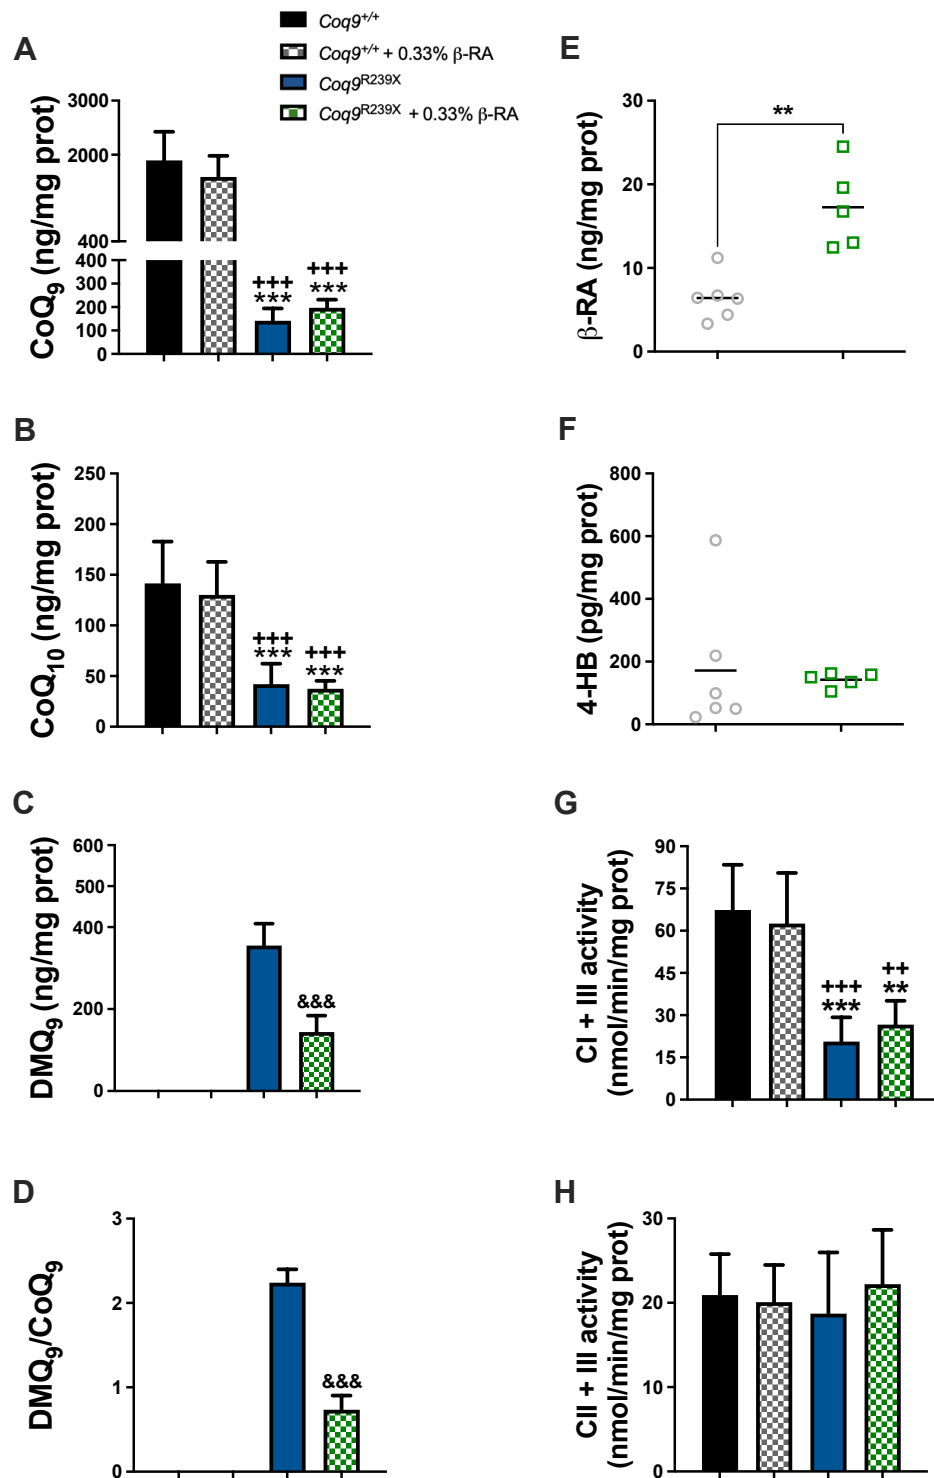 Coq9+/+
Coq9+/+ + 0.33% β-RA
Coq9R239X
Coq9R239X + 0.33% β-RA
A
CoQ9 (ng/mg prot)
3000
2000
400
400
300
200
100
0
+++
***
+++
***
B
CoQ10 (ng/mg prot)
250
200
150
100
50
0
+++
***
+++
***
C
DMQ9 (ng/mg prot)
600
400
400
200
0
&&&
D
DMQ9/CoQ9
3
2
1
0
&&&
E
β-RA (ng/mg prot)
30
20
10
0
**
F
4-HB (pg/mg prot)
800
600
400
200
0
G
CI + III activity
(nmol/min/mg prot)
90
75
60
45
30
15
0
+++
***
++
**
H
CII + III activity
(nmol/min/mg prot)
30
20
10
0